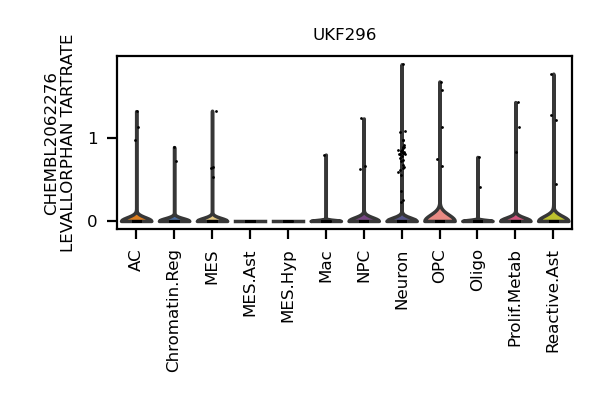 UKF296
CHEMBL2062276
LEVALLORPHAN TARTRATE
1
0
AC
Chromatin.Reg
MES
MES.Ast
MES.Hyp
Mac
NPC
Neuron
OPC
Oligo
Prolif.Metab
Reactive.Ast